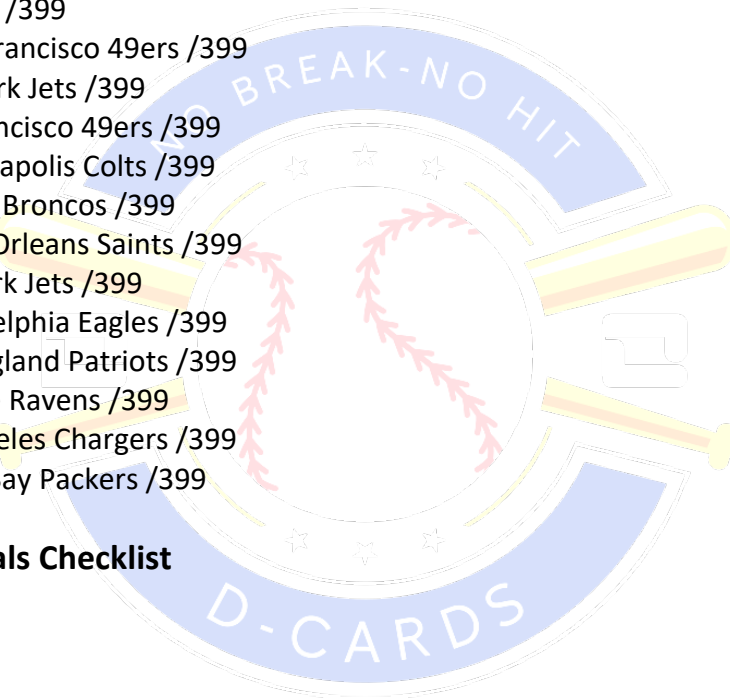 /399
rancisco 49ers /399
rk Jets /399
ncisco 49ers /399
apolis Colts /399
Broncos /399
Orleans Saints /399
rk Jets /399
elphia Eagles /399
gland Patriots /399
Ravens /399
eles Chargers /399
ay Packers /399
als Checklist
NO BREAK-NO HIT
D-CARDS